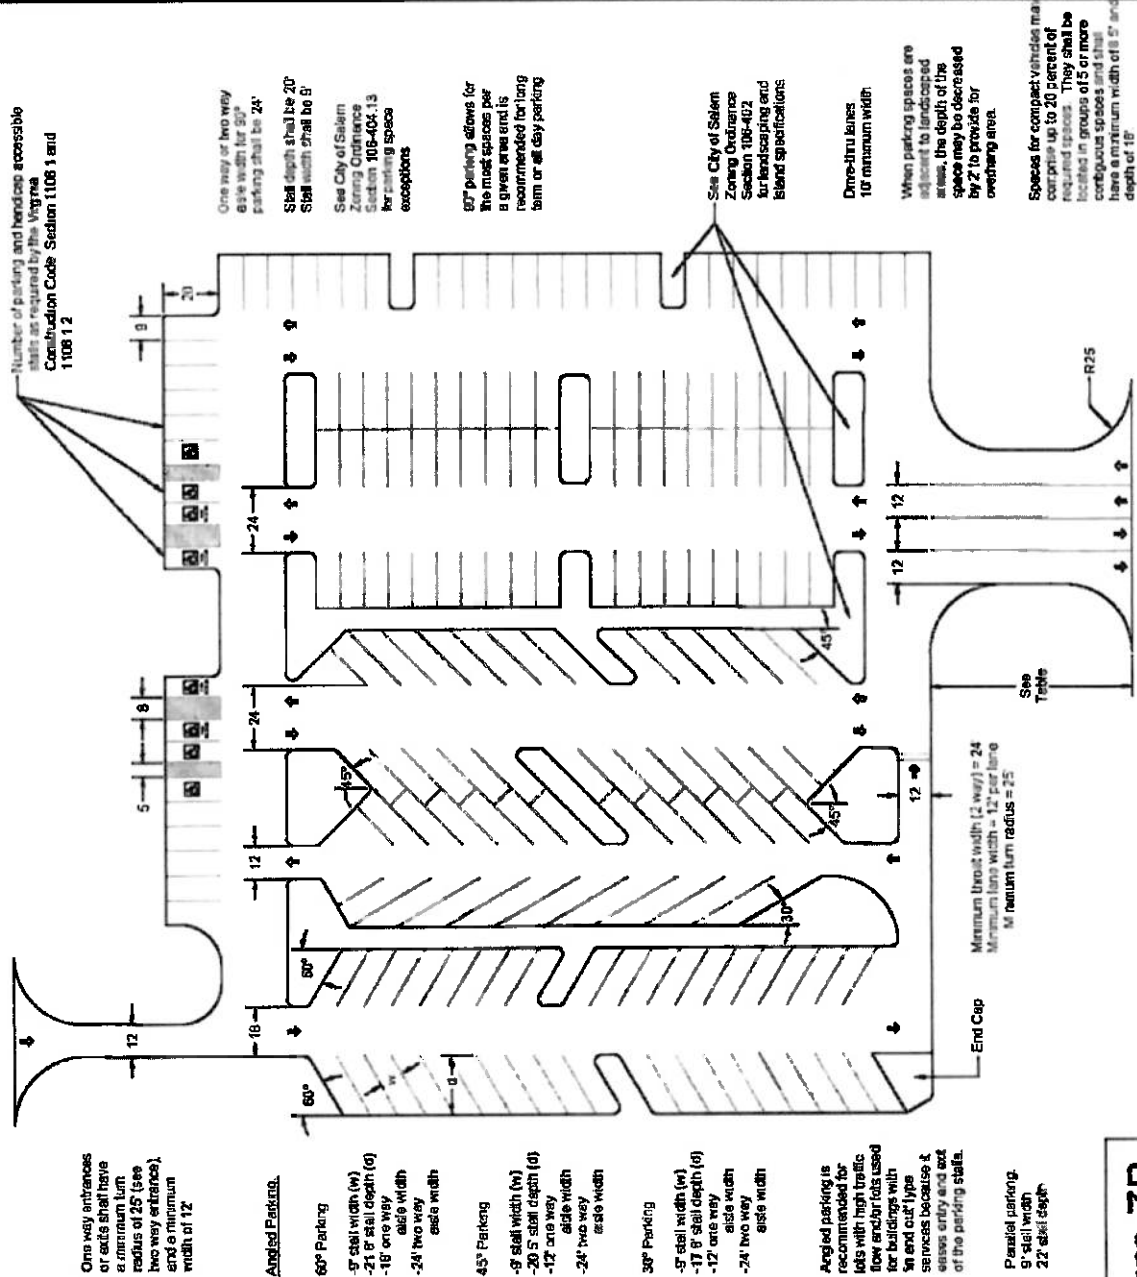 Number of parking and handicap accessible
stalls as required by the Virginia
Construction Code Section 1106 1 and
1106 1 2
One way or two way
aisle width for 90°
parking shall be 24'
Stall depth shall be 20'
Stall width shall be 9'
See City of Salem
Zoning Ordinance
Section 106-404.13
for parking space
exceptions
90° parking allows for
the most spaces per
a given area and is
recommended for long
term or all day parking
See City of Salem
Zoning Ordinance
Section 106-402
for landscaping and
island specifications
Drive-thru lanes
10' minimum width
When parking spaces are
adjacent to landscaped
areas, the depth of the
space may be decreased
by 2' to provide for
overhang area.
Spaces for compact vehicles may
comprise up to 20 percent of
required spaces. They shall be
located in groups of 5 or more
contiguous spaces and shall
have a minimum width of 8 5' and
depth of 18'
20
9
8
5
24
24
12
18
12
60°
60°
w
d
30°
45°
45°
45°
12
12
12
R25
See
Table
Minimum throat width (2 way) = 24'
Minimum lane width = 12' per lane
Minimum turn radius = 25'
End Cap
One way entrances
or exits shall have
a minimum turn
radius of 25' (see
two way entrance),
and a minimum
width of 12'
Angled Parking.
60° Parking
-9' stall width (w)
-21 8' stall depth (d)
-18' one way
aisle width
-24' two way
aisle width
45° Parking
-9' stall width (w)
-20 5' stall depth (d)
-12' one way
aisle width
-24' two way
aisle width
30° Parking
-9' stall width (w)
-17 8' stall depth (d)
-12' one way
aisle width
-24' two way
aisle width
Angled parking is
recommended for
lots with high traffic
flow and/or lots used
for buildings with
"in and out" type
services because it
eases entry and exit
of the parking stalls.
Parallel parking.
9' stall width
22' stall depth